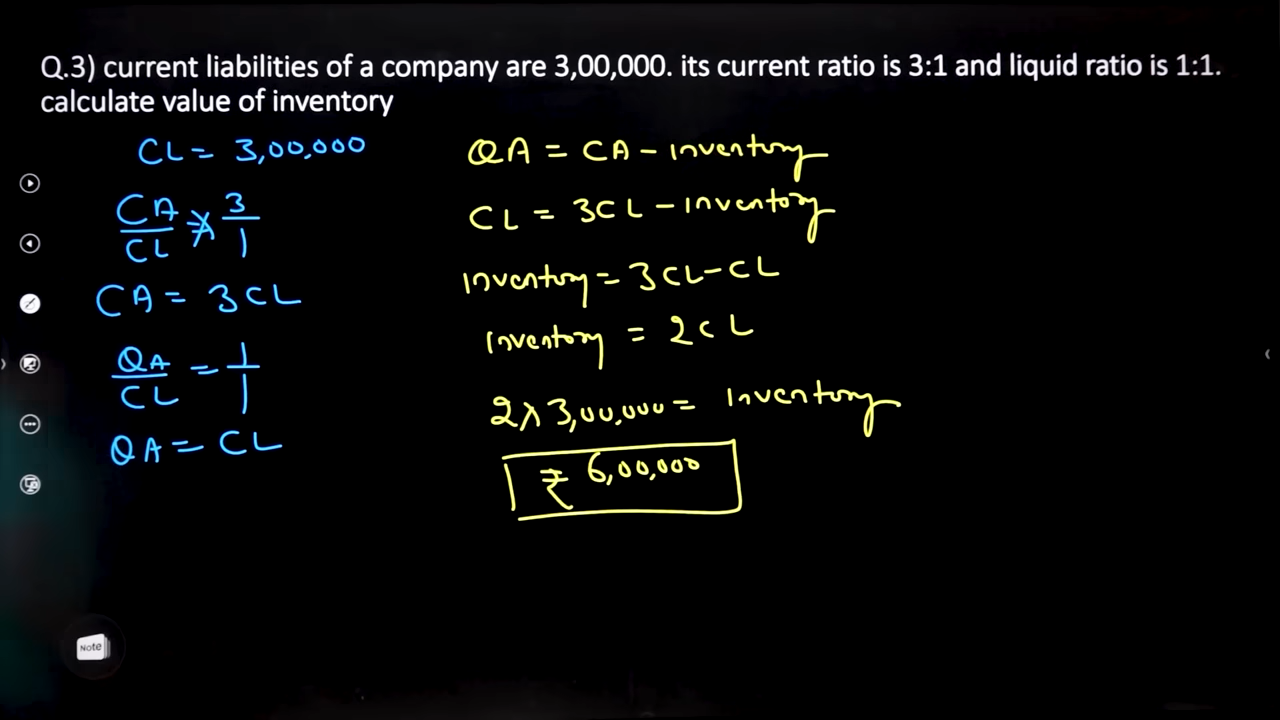 Q.3) current liabilities of a company are 3,00,000. its current ratio is 3:1 and liquid ratio is 1:1.
calculate value of inventory
CL = 3,00,000
CA/CL = 3/1
CA = 3CL
QA/CL = 1/1
QA = CL
QA = CA - inventory
CL = 3CL - inventory
inventory = 3CL - CL
inventory = 2CL
2 × 3,00,000 = inventory
₹ 6,00,000
Note